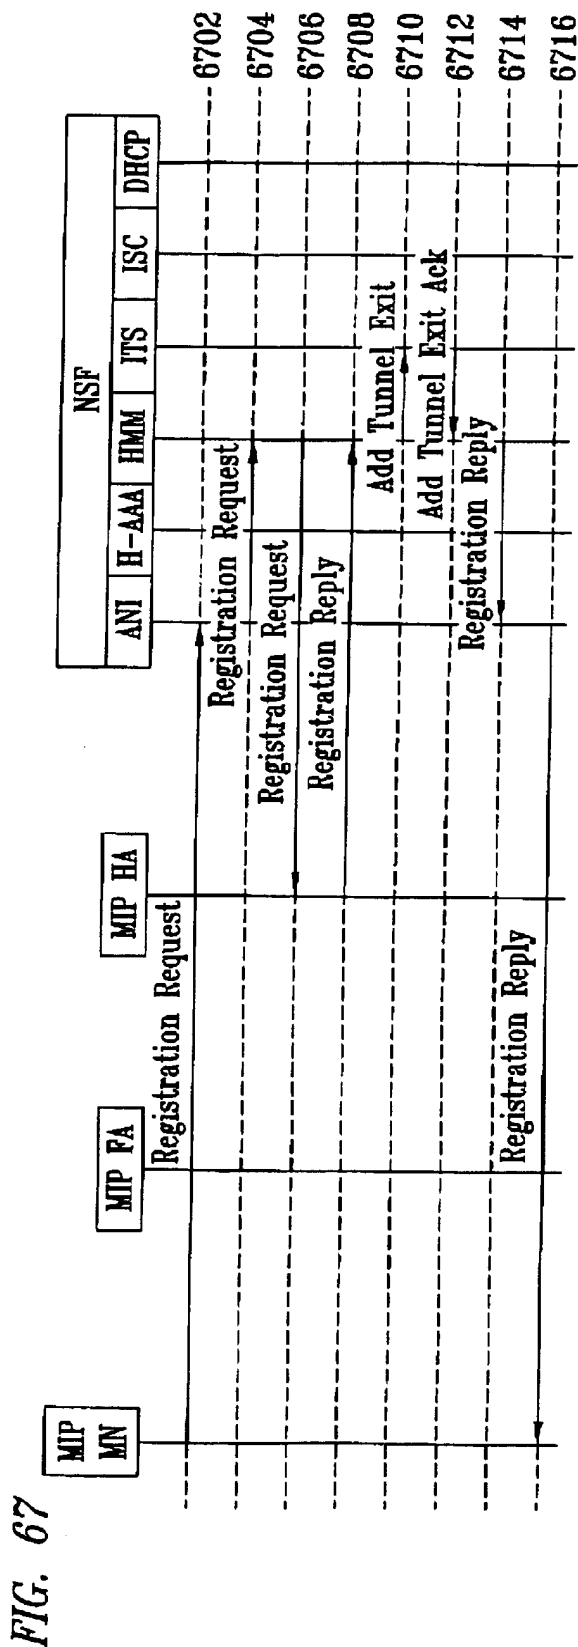 FIG. 67
MIP
MN
MIP FA
MIP HA
NSF
ANI
H-AAA
HMM
ITS
ISC
DHCP
Registration Request
6702
Registration Request
6704
Registration Request
6706
Registration Reply
6708
Add Tunnel Exit
6710
Add Tunnel Exit Ack
6712
Registration Reply
6714
Registration Reply
6716